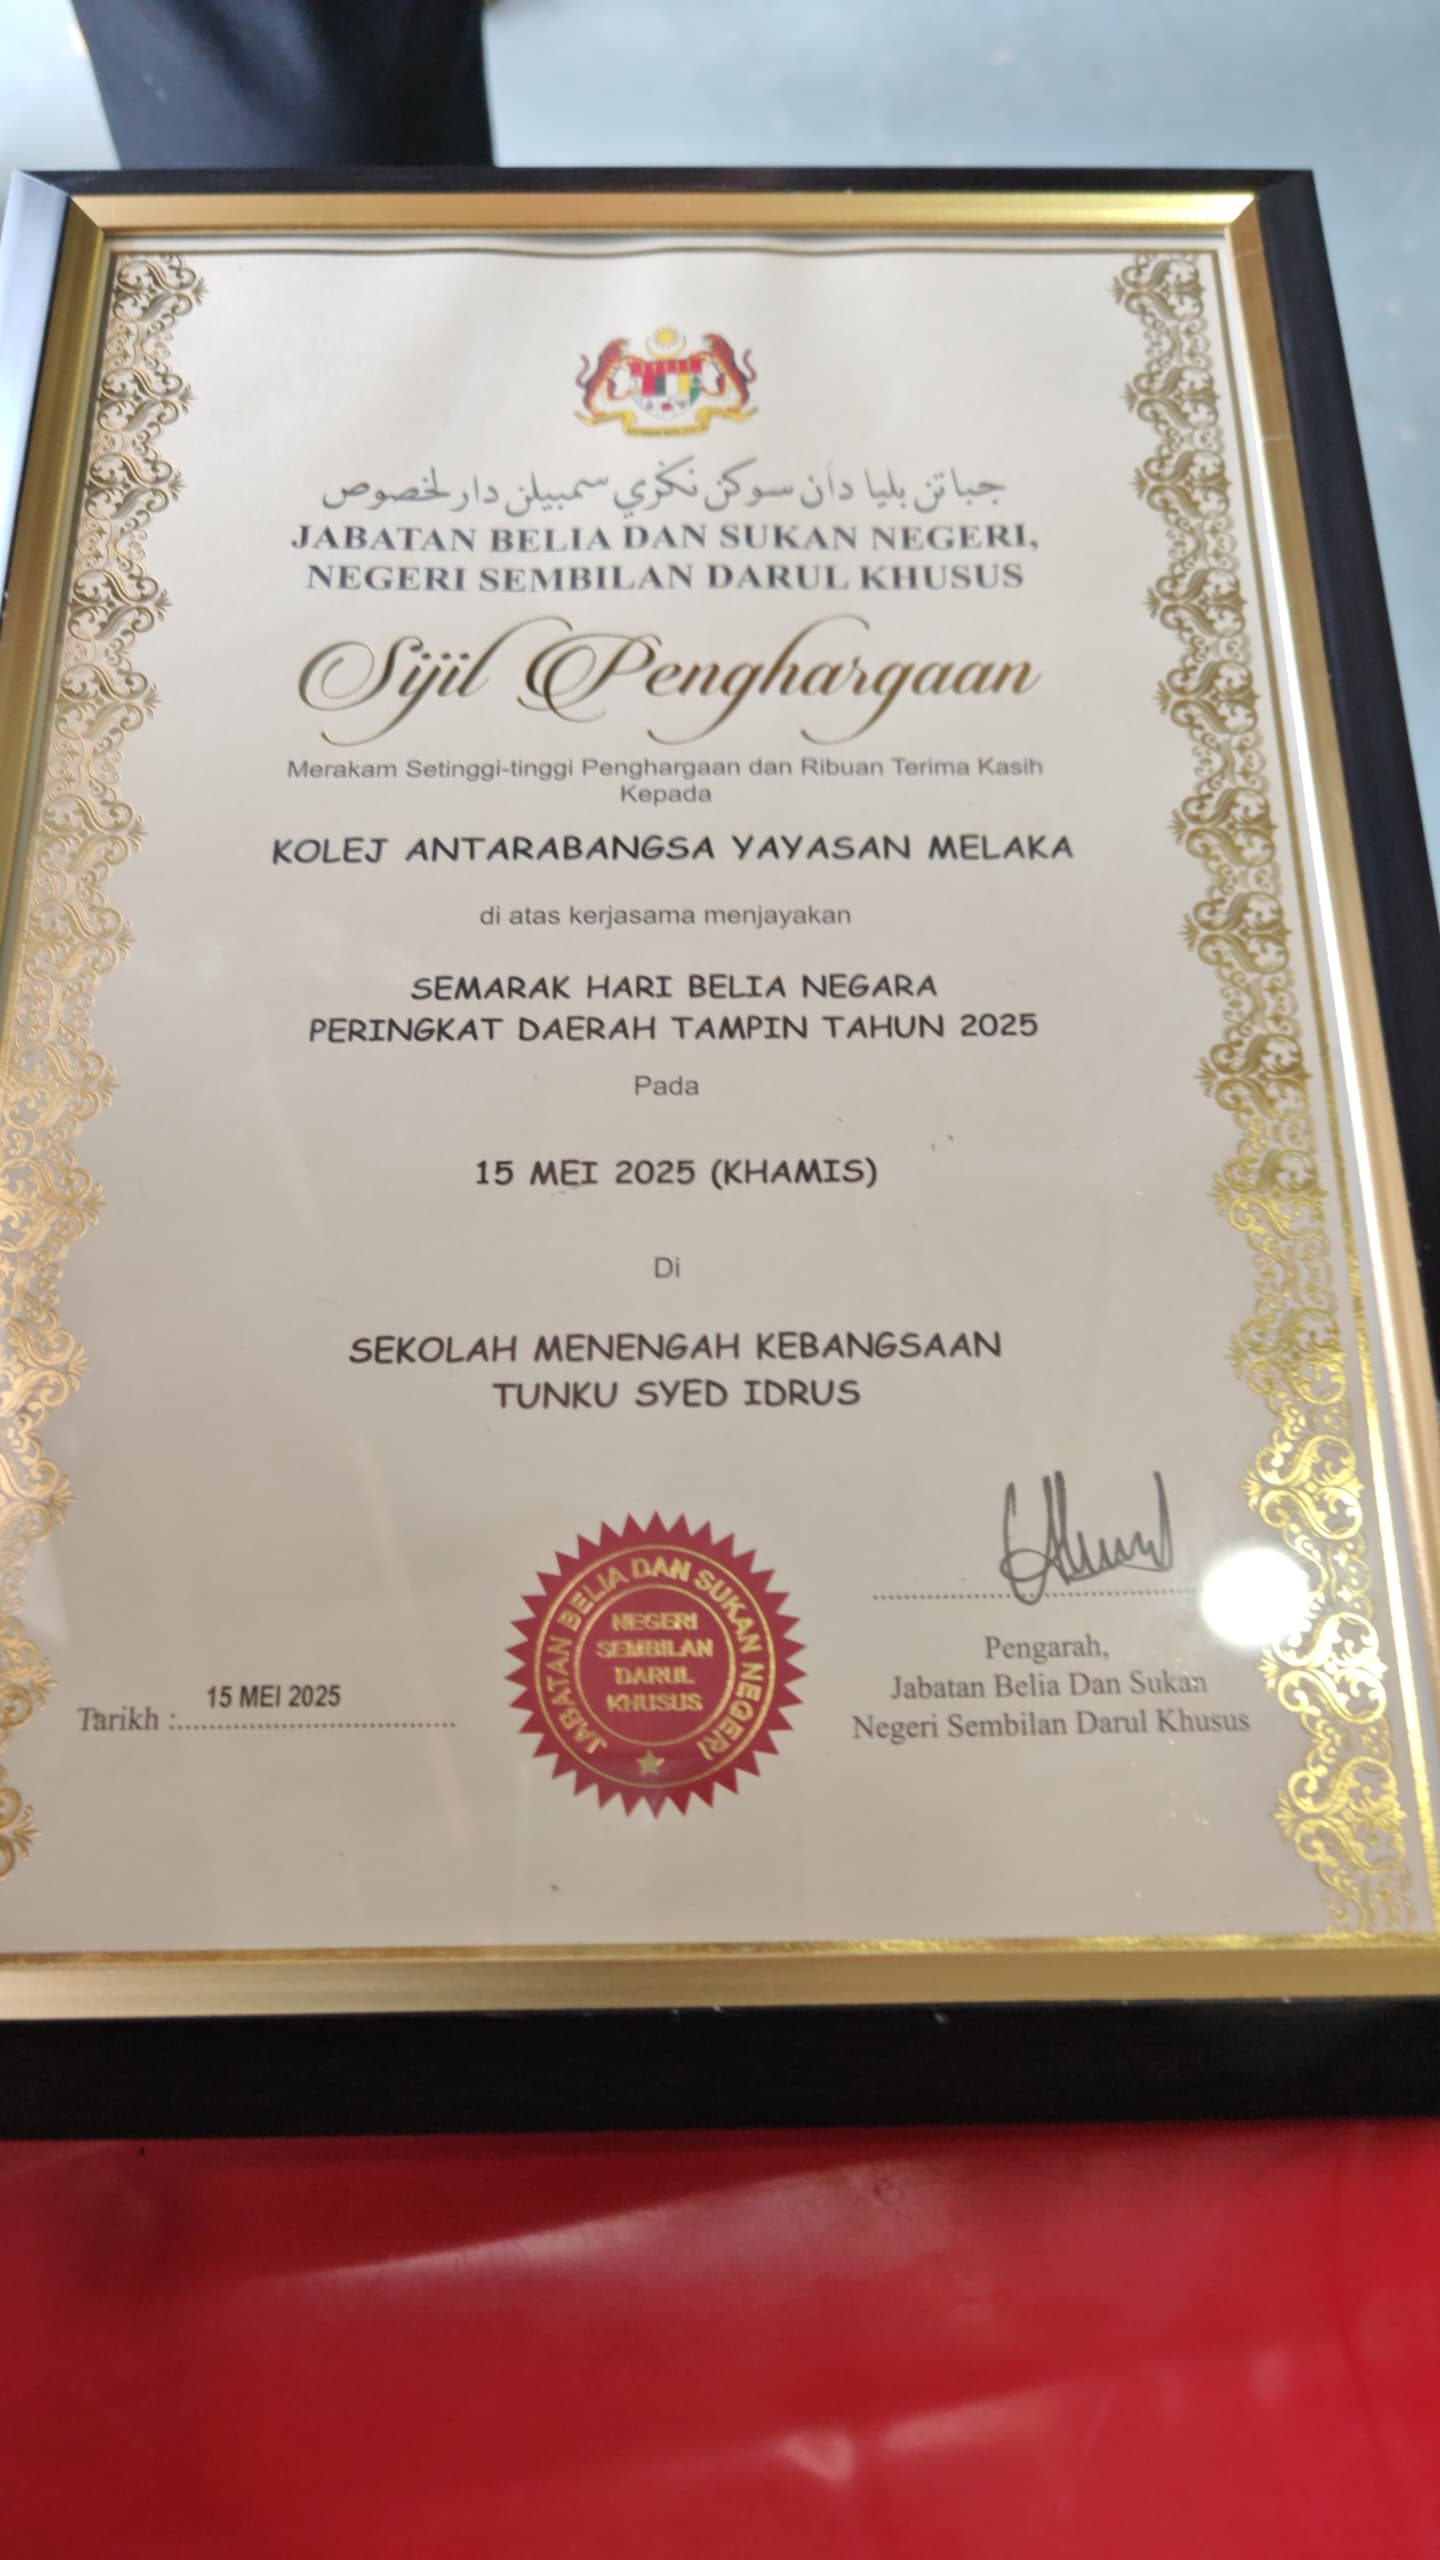 جباتن بليا دان سوكن نݢري سمبيلن دار لخصوص
JABATAN BELIA DAN SUKAN NEGERI,
NEGERI SEMBILAN DARUL KHUSUS
Sijil Penghargaan
Merakam Setinggi-tinggi Penghargaan dan Ribuan Terima Kasih
Kepada
KOLEJ ANTARABANGSA YAYASAN MELAKA
di atas kerjasama menjayakan
SEMARAK HARI BELIA NEGARA
PERINGKAT DAERAH TAMPIN TAHUN 2025
Pada
15 MEI 2025 (KHAMIS)
Di
SEKOLAH MENENGAH KEBANGSAAN
TUNKU SYED IDRUS
Tarikh : 15 MEI 2025
JABATAN BELIA DAN SUKAN NEGERI
NEGERI
SEMBILAN
DARUL
KHUSUS
Pengarah,
Jabatan Belia Dan Sukan
Negeri Sembilan Darul Khusus